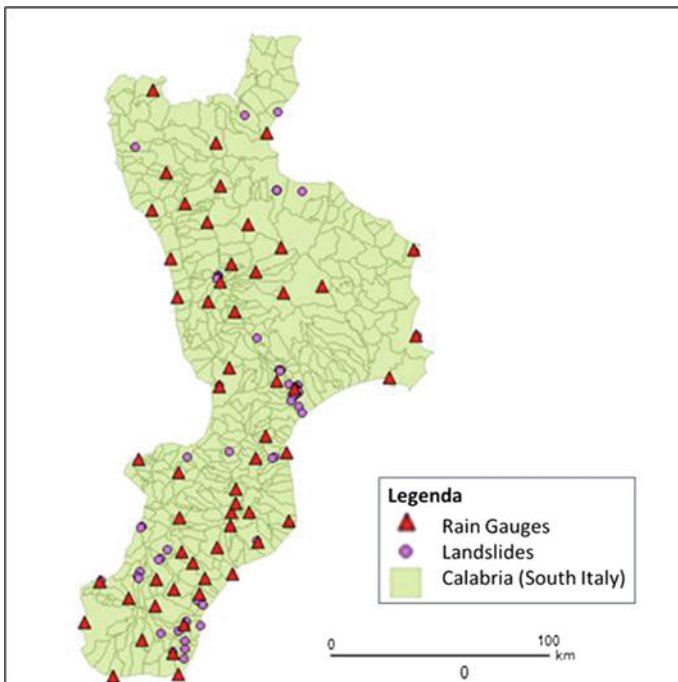 Legenda
Rain Gauges
Landslides
Calabria (South Italy)
0 100
km
0